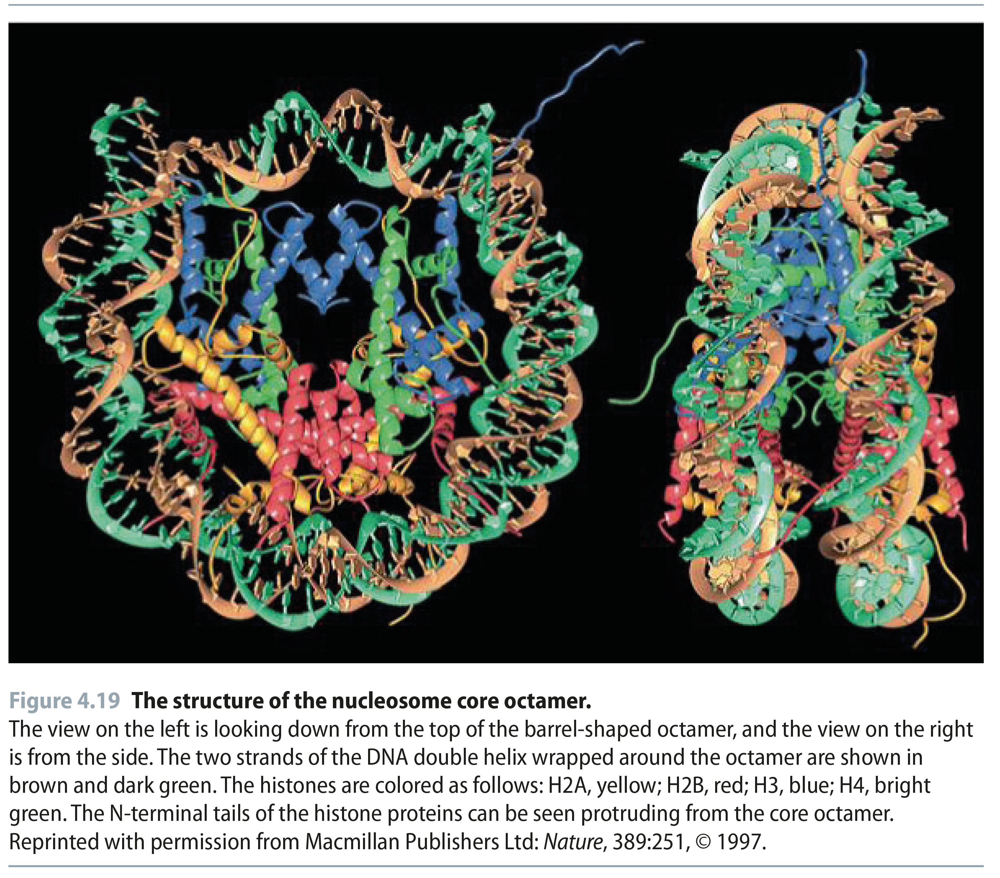 Figure 4.19 The structure of the nucleosome core octamer.
The view on the left is looking down from the top of the barrel-shaped octamer, and the view on the right
is from the side. The two strands of the DNA double helix wrapped around the octamer are shown in
brown and dark green. The histones are colored as follows: H2A, yellow; H2B, red; H3, blue; H4, bright
green. The N-terminal tails of the histone proteins can be seen protruding from the core octamer.
Reprinted with permission from Macmillan Publishers Ltd: Nature, 389:251, © 1997.